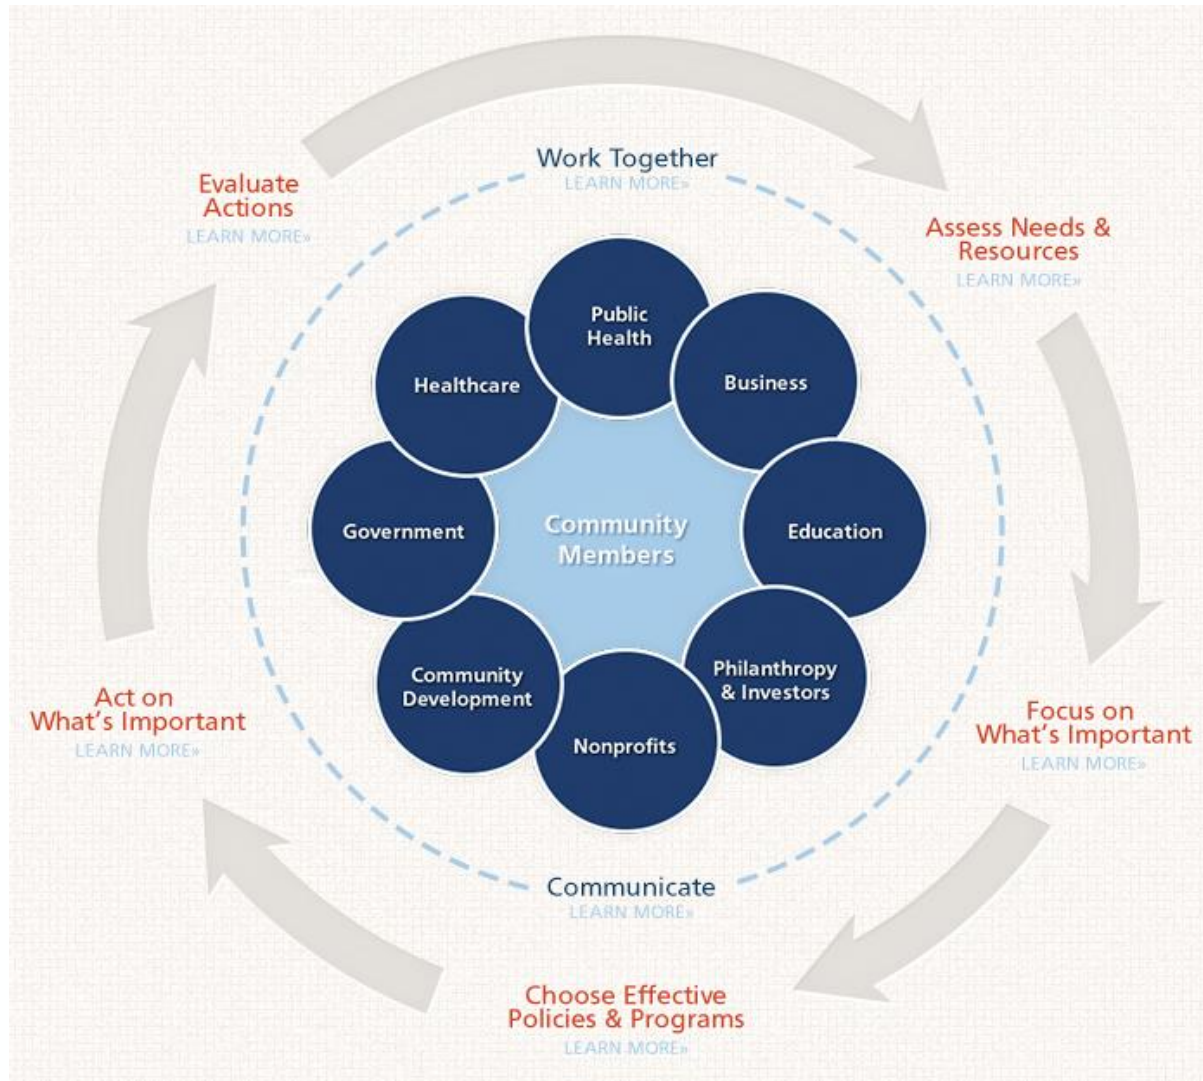 Work Together
LEARN MORE»
Evaluate
Actions
LEARN MORE»
Assess Needs &
Resources
LEARN MORE»
Public
Health
Healthcare
Business
Government
Community
Members
Education
Community
Development
Philanthropy
& Investors
Nonprofits
Act on
What's Important
LEARN MORE»
Focus on
What's Important
LEARN MORE»
Communicate
LEARN MORE»
Choose Effective
Policies & Programs
LEARN MORE»